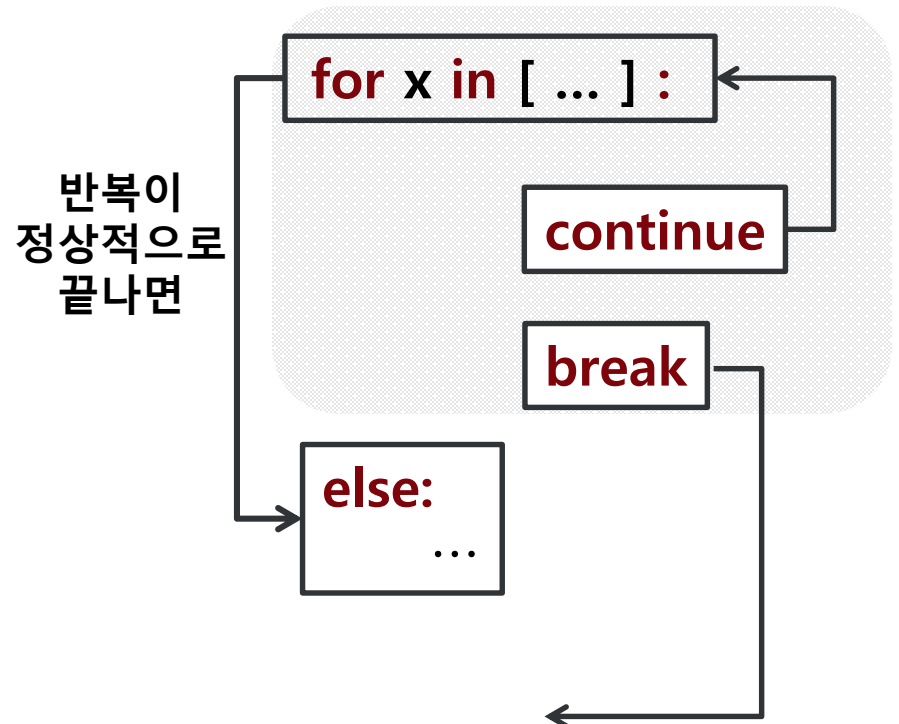 for x in [ ... ] :
반복이
정상적으로
끝나면
continue
break
else:
...